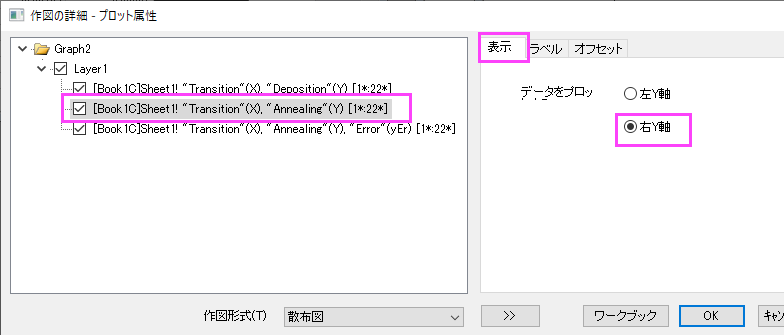 作図の詳細 - プロット属性
Graph2
Layer1
[Book1C]Sheet1! "Transition"(X), "Deposition"(Y) [1*:22*]
[Book1C]Sheet1! "Transition"(X), "Annealing"(Y) [1*:22*]
[Book1C]Sheet1! "Transition"(X), "Annealing"(Y), "Error"(yEr) [1*:22*]
表示 ラベル オフセット
データをプロッ
左Y軸
右Y軸
作図形式(T) 散布図 >> ワークブック OK キャン